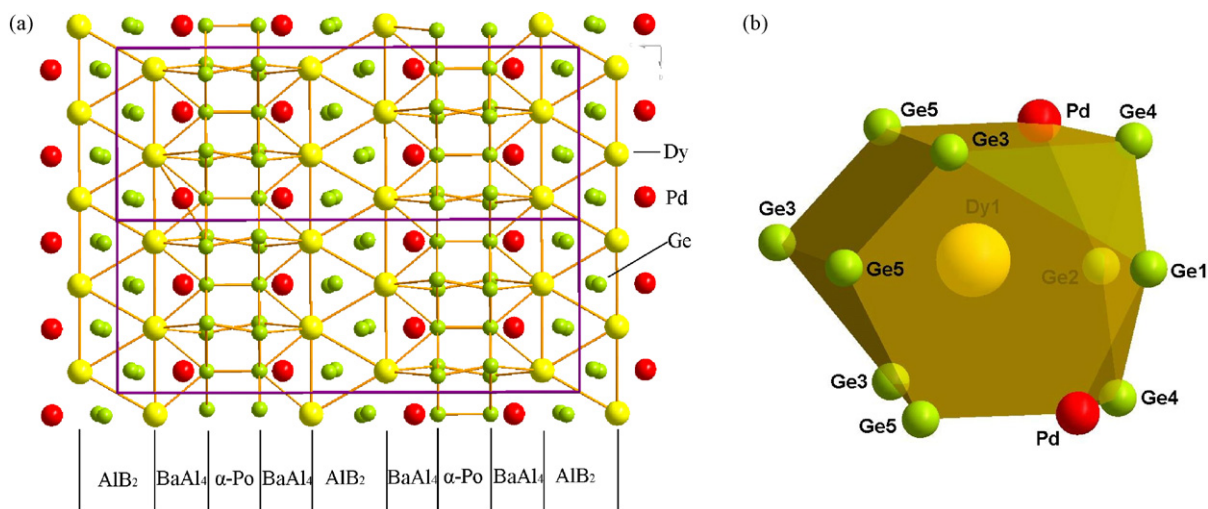 (a)
Dy
Pd
Ge
AlB₂ BaAl₄ α-Po BaAl₄ AlB₂ BaAl₄ α-Po BaAl₄ AlB₂
(b)
Pd
Ge5
Ge4
Ge3
Dy1
Ge3
Ge5
Ge2
Ge1
Ge3
Ge4
Ge5
Pd